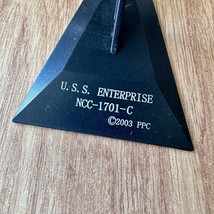 U.S.S. ENTERPRISE
NCC-1701-C
©2003 PPC